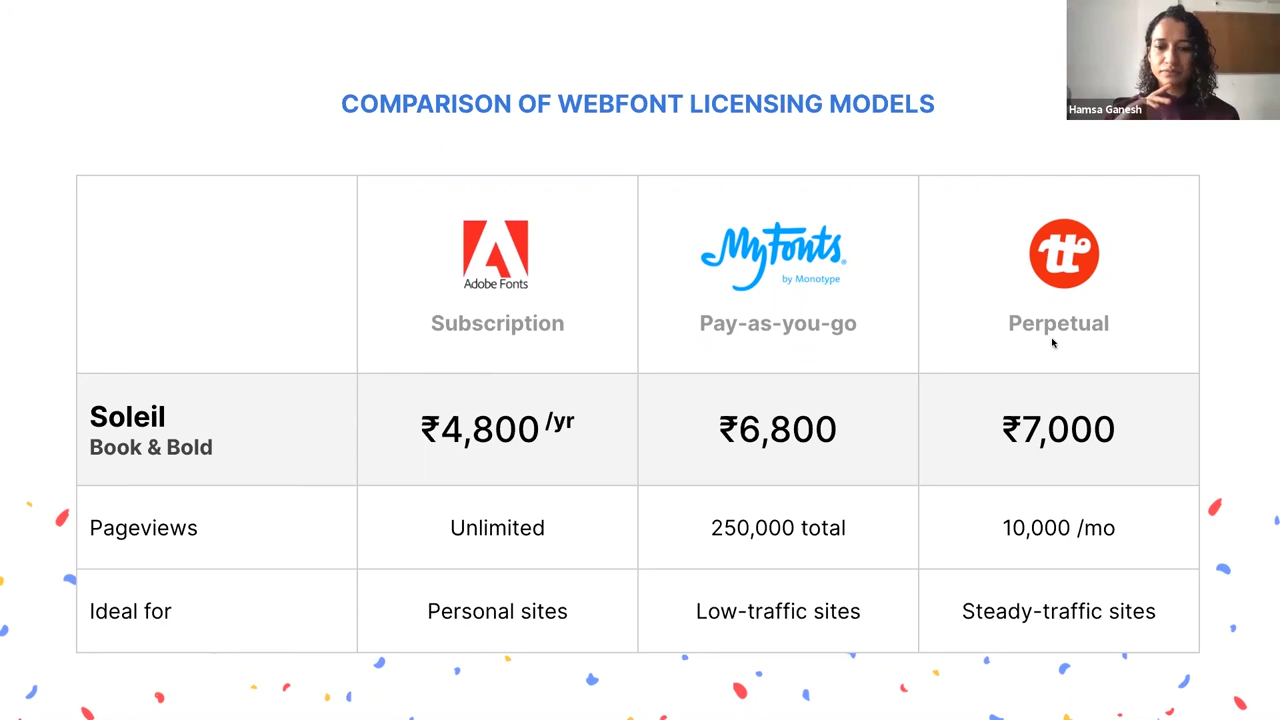 Hamsa Ganesh
COMPARISON OF WEBFONT LICENSING MODELS
Adobe Fonts
Subscription
MyFonts
by Monotype
Pay-as-you-go
tt
Perpetual
Soleil
Book & Bold
₹4,800 /yr
₹6,800
₹7,000
Pageviews
Unlimited
250,000 total
10,000 /mo
Ideal for
Personal sites
Low-traffic sites
Steady-traffic sites